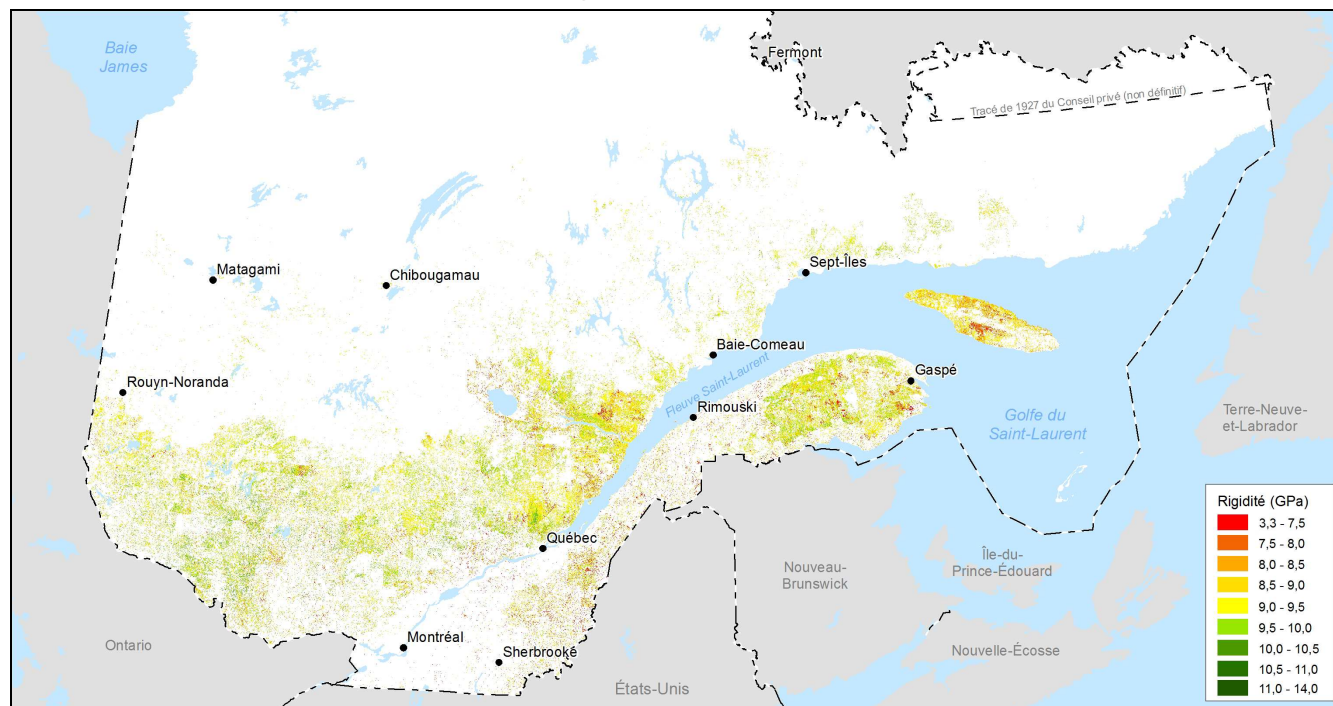 Baie
James
Fermont
Tracé de 1927 du Conseil privé (non définitif)
Matagami
Chibougamau
Sept-Îles
Baie-Comeau
Fleuve Saint-Laurent
Rouyn-Noranda
Rimouski
Gaspé
Golfe du
Saint-Laurent
Terre-Neuve-
et-Labrador
Québec
Nouveau-
Brunswick
Île-du-
Prince-Édouard
Ontario
Montréal
Sherbrooke
États-Unis
Nouvelle-Écosse
Rigidité (GPa)
3,3 - 7,5
7,5 - 8,0
8,0 - 8,5
8,5 - 9,0
9,0 - 9,5
9,5 - 10,0
10,0 - 10,5
10,5 - 11,0
11,0 - 14,0